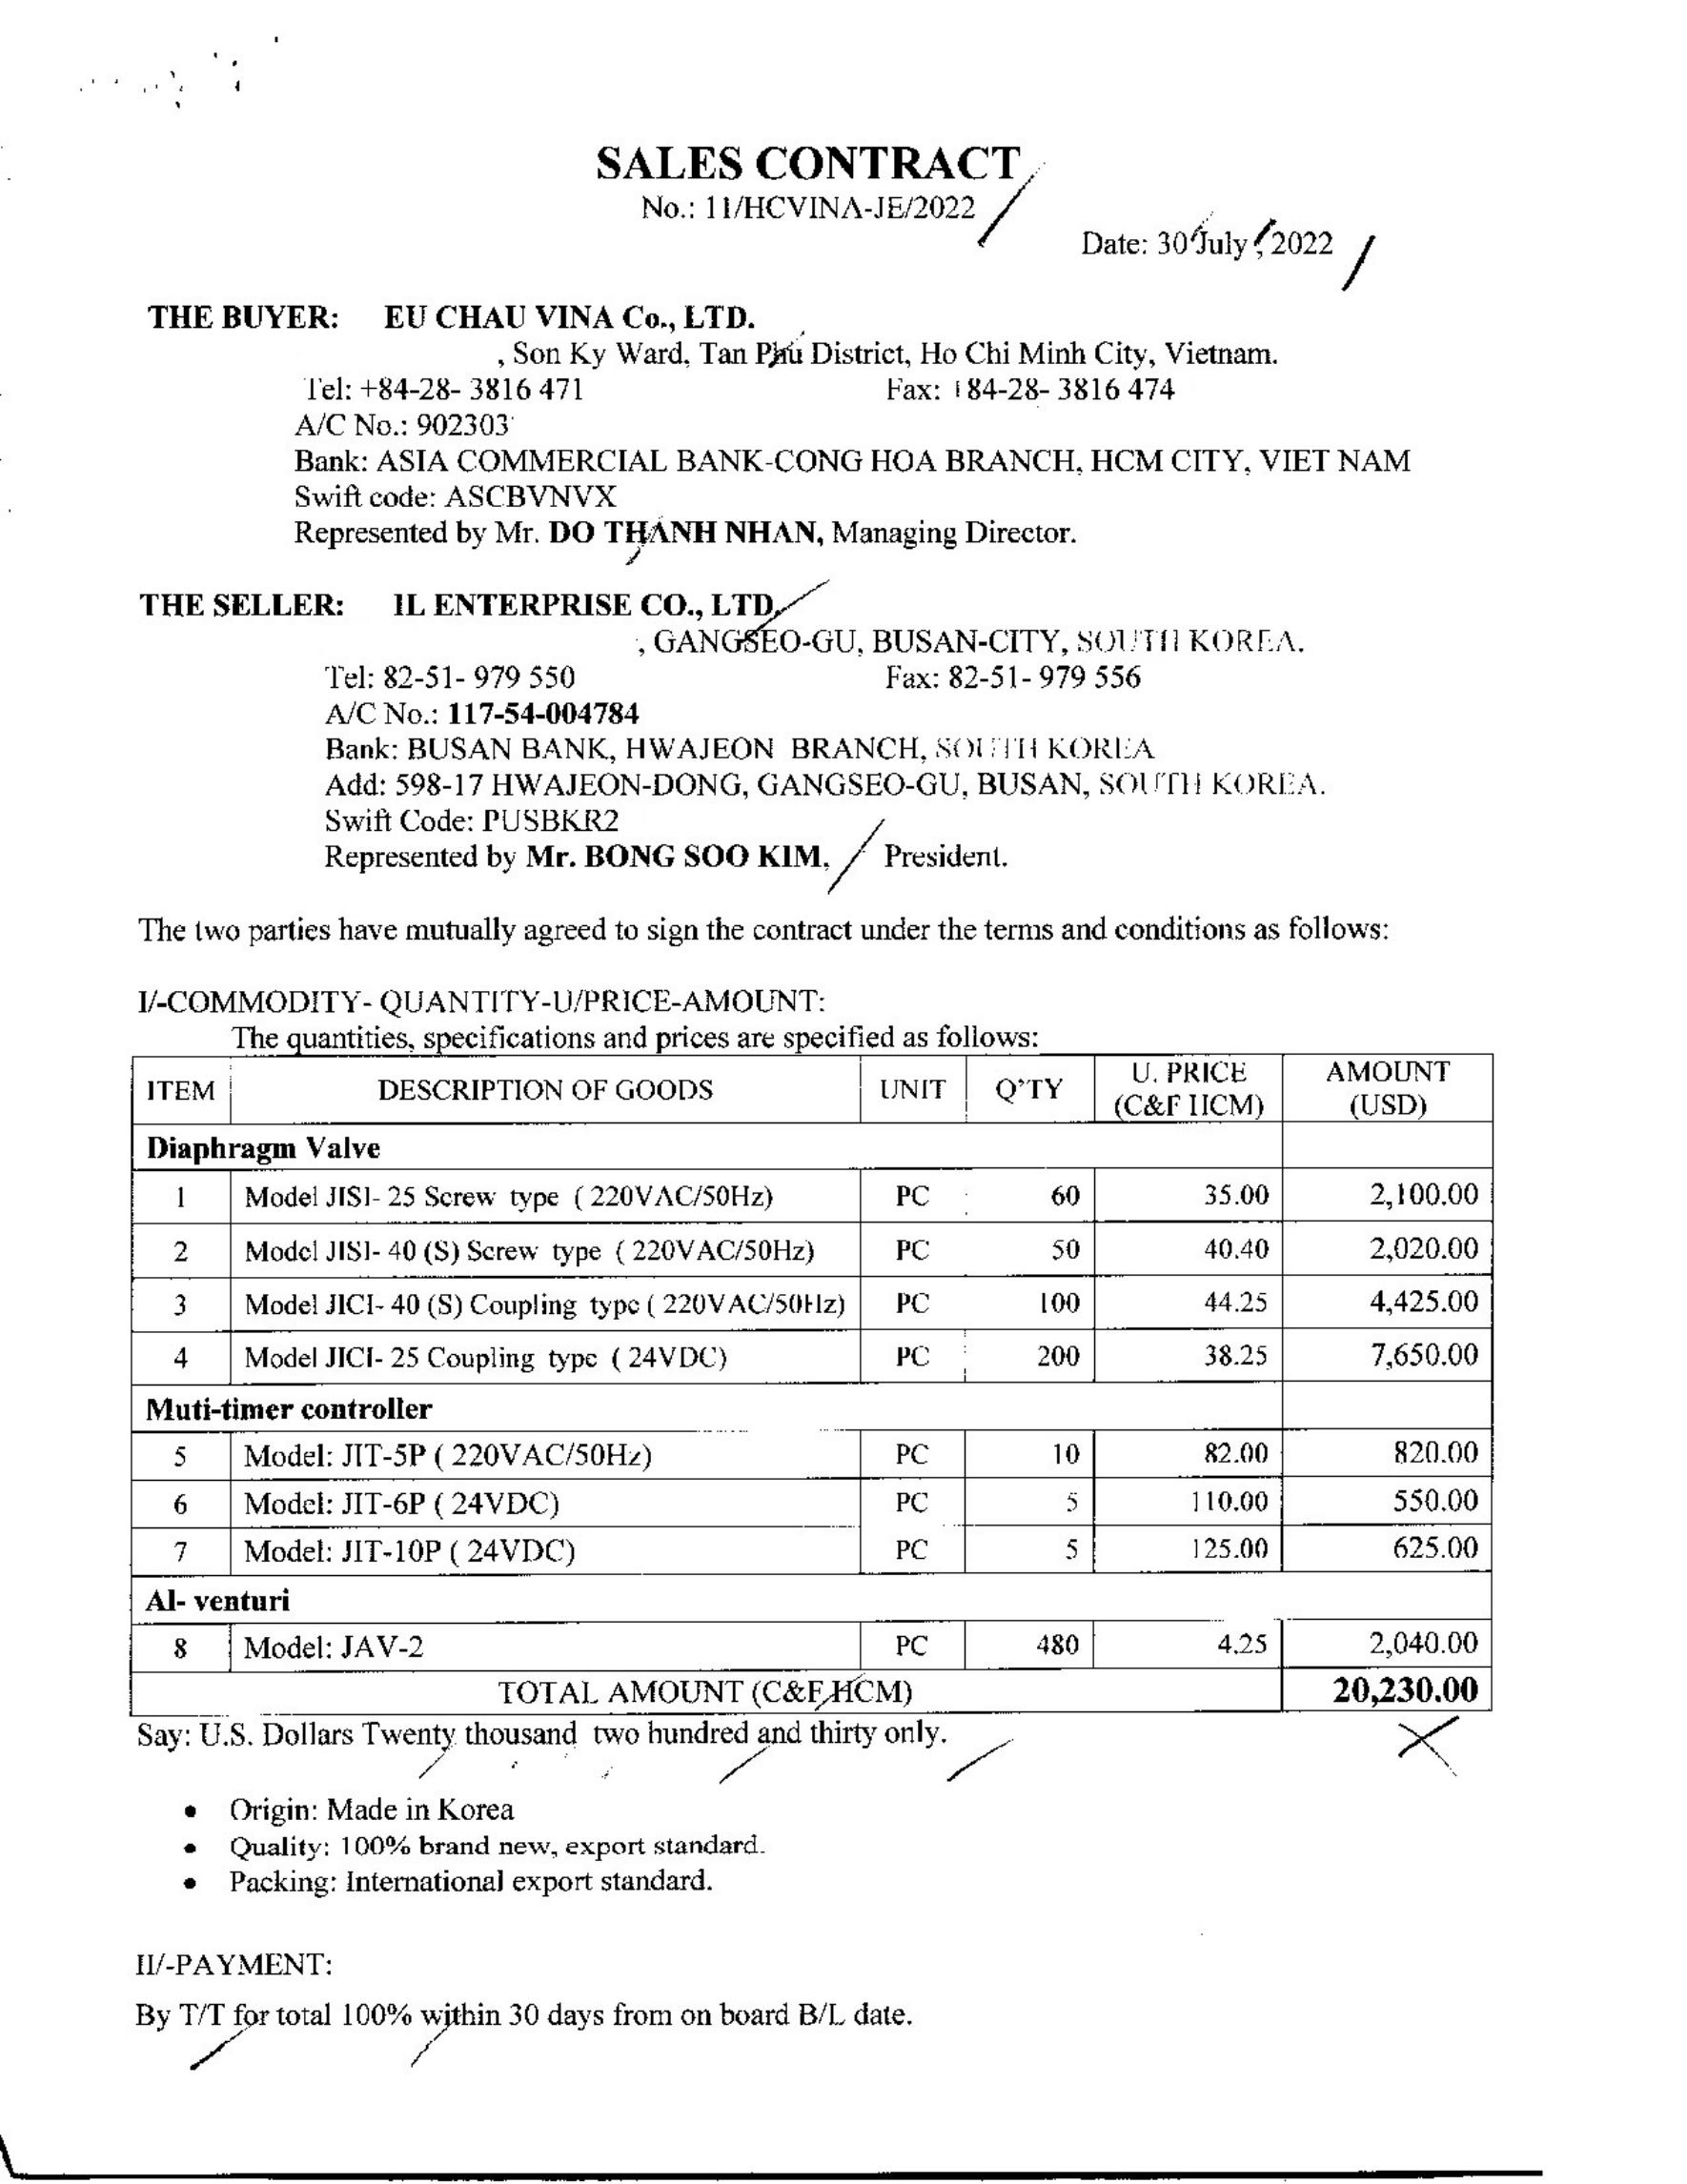 SALES CONTRACT
No.: 11/HCVINA-JE/2022
Date: 30 July, 2022
THE BUYER: EU CHAU VINA Co., LTD.
, Son Ky Ward, Tan Phu District, Ho Chi Minh City, Vietnam.
Tel: +84-28- 3816 471 Fax: +84-28- 3816 474
A/C No.: 902303
Bank: ASIA COMMERCIAL BANK-CONG HOA BRANCH, HCM CITY, VIET NAM
Swift code: ASCBVNVX
Represented by Mr. DO THANH NHAN, Managing Director.
THE SELLER: IL ENTERPRISE CO., LTD.
, GANGSEO-GU, BUSAN-CITY, SOUTH KOREA.
Tel: 82-51- 979 550 Fax: 82-51- 979 556
A/C No.: 117-54-004784
Bank: BUSAN BANK, HWAJEON BRANCH, SOUTH KOREA
Add: 598-17 HWAJEON-DONG, GANGSEO-GU, BUSAN, SOUTH KOREA.
Swift Code: PUSBKR2
Represented by Mr. BONG SOO KIM, President.
The two parties have mutually agreed to sign the contract under the terms and conditions as follows:
I/-COMMODITY- QUANTITY-U/PRICE-AMOUNT:
The quantities, specifications and prices are specified as follows:
ITEM DESCRIPTION OF GOODS UNIT Q'TY U. PRICE (C&F HCM) AMOUNT (USD)
Diaphragm Valve
1 Model JISI- 25 Screw type ( 220VAC/50Hz) PC 60 35.00 2,100.00
2 Model JISI- 40 (S) Screw type ( 220VAC/50Hz) PC 50 40.40 2,020.00
3 Model JICI- 40 (S) Coupling type ( 220VAC/50Hz) PC 100 44.25 4,425.00
4 Model JICI- 25 Coupling type ( 24VDC) PC 200 38.25 7,650.00
Muti-timer controller
5 Model: JIT-5P ( 220VAC/50Hz) PC 10 82.00 820.00
6 Model: JIT-6P ( 24VDC) PC 5 110.00 550.00
7 Model: JIT-10P ( 24VDC) PC 5 125.00 625.00
Al- venturi
8 Model: JAV-2 PC 480 4.25 2,040.00
TOTAL AMOUNT (C&F HCM) 20,230.00
Say: U.S. Dollars Twenty thousand two hundred and thirty only.
• Origin: Made in Korea
• Quality: 100% brand new, export standard.
• Packing: International export standard.
II/-PAYMENT:
By T/T for total 100% within 30 days from on board B/L date.